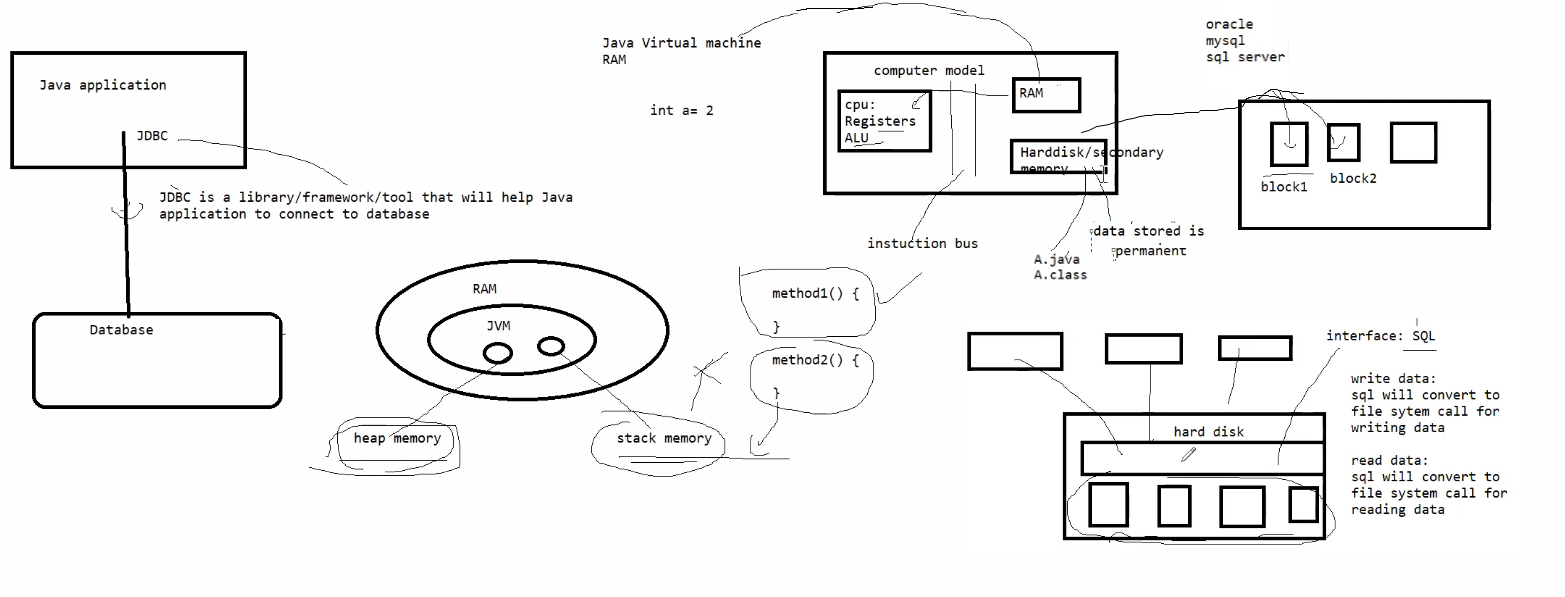 Java application
JDBC
JDBC is a library/framework/tool that will help Java
application to connect to database
Database
Java Virtual machine
RAM
int a= 2
RAM
JVM
heap memory
stack memory
method1() {
}
method2() {
}
computer model
cpu:
Registers
ALU
RAM
Harddisk/secondary
memory
instuction bus
A.java
A.class
data stored is
permanent
oracle
mysql
sql server
block1
block2
hard disk
interface: SQL
write data:
sql will convert to
file sytem call for
writing data
read data:
sql will convert to
file system call for
reading data